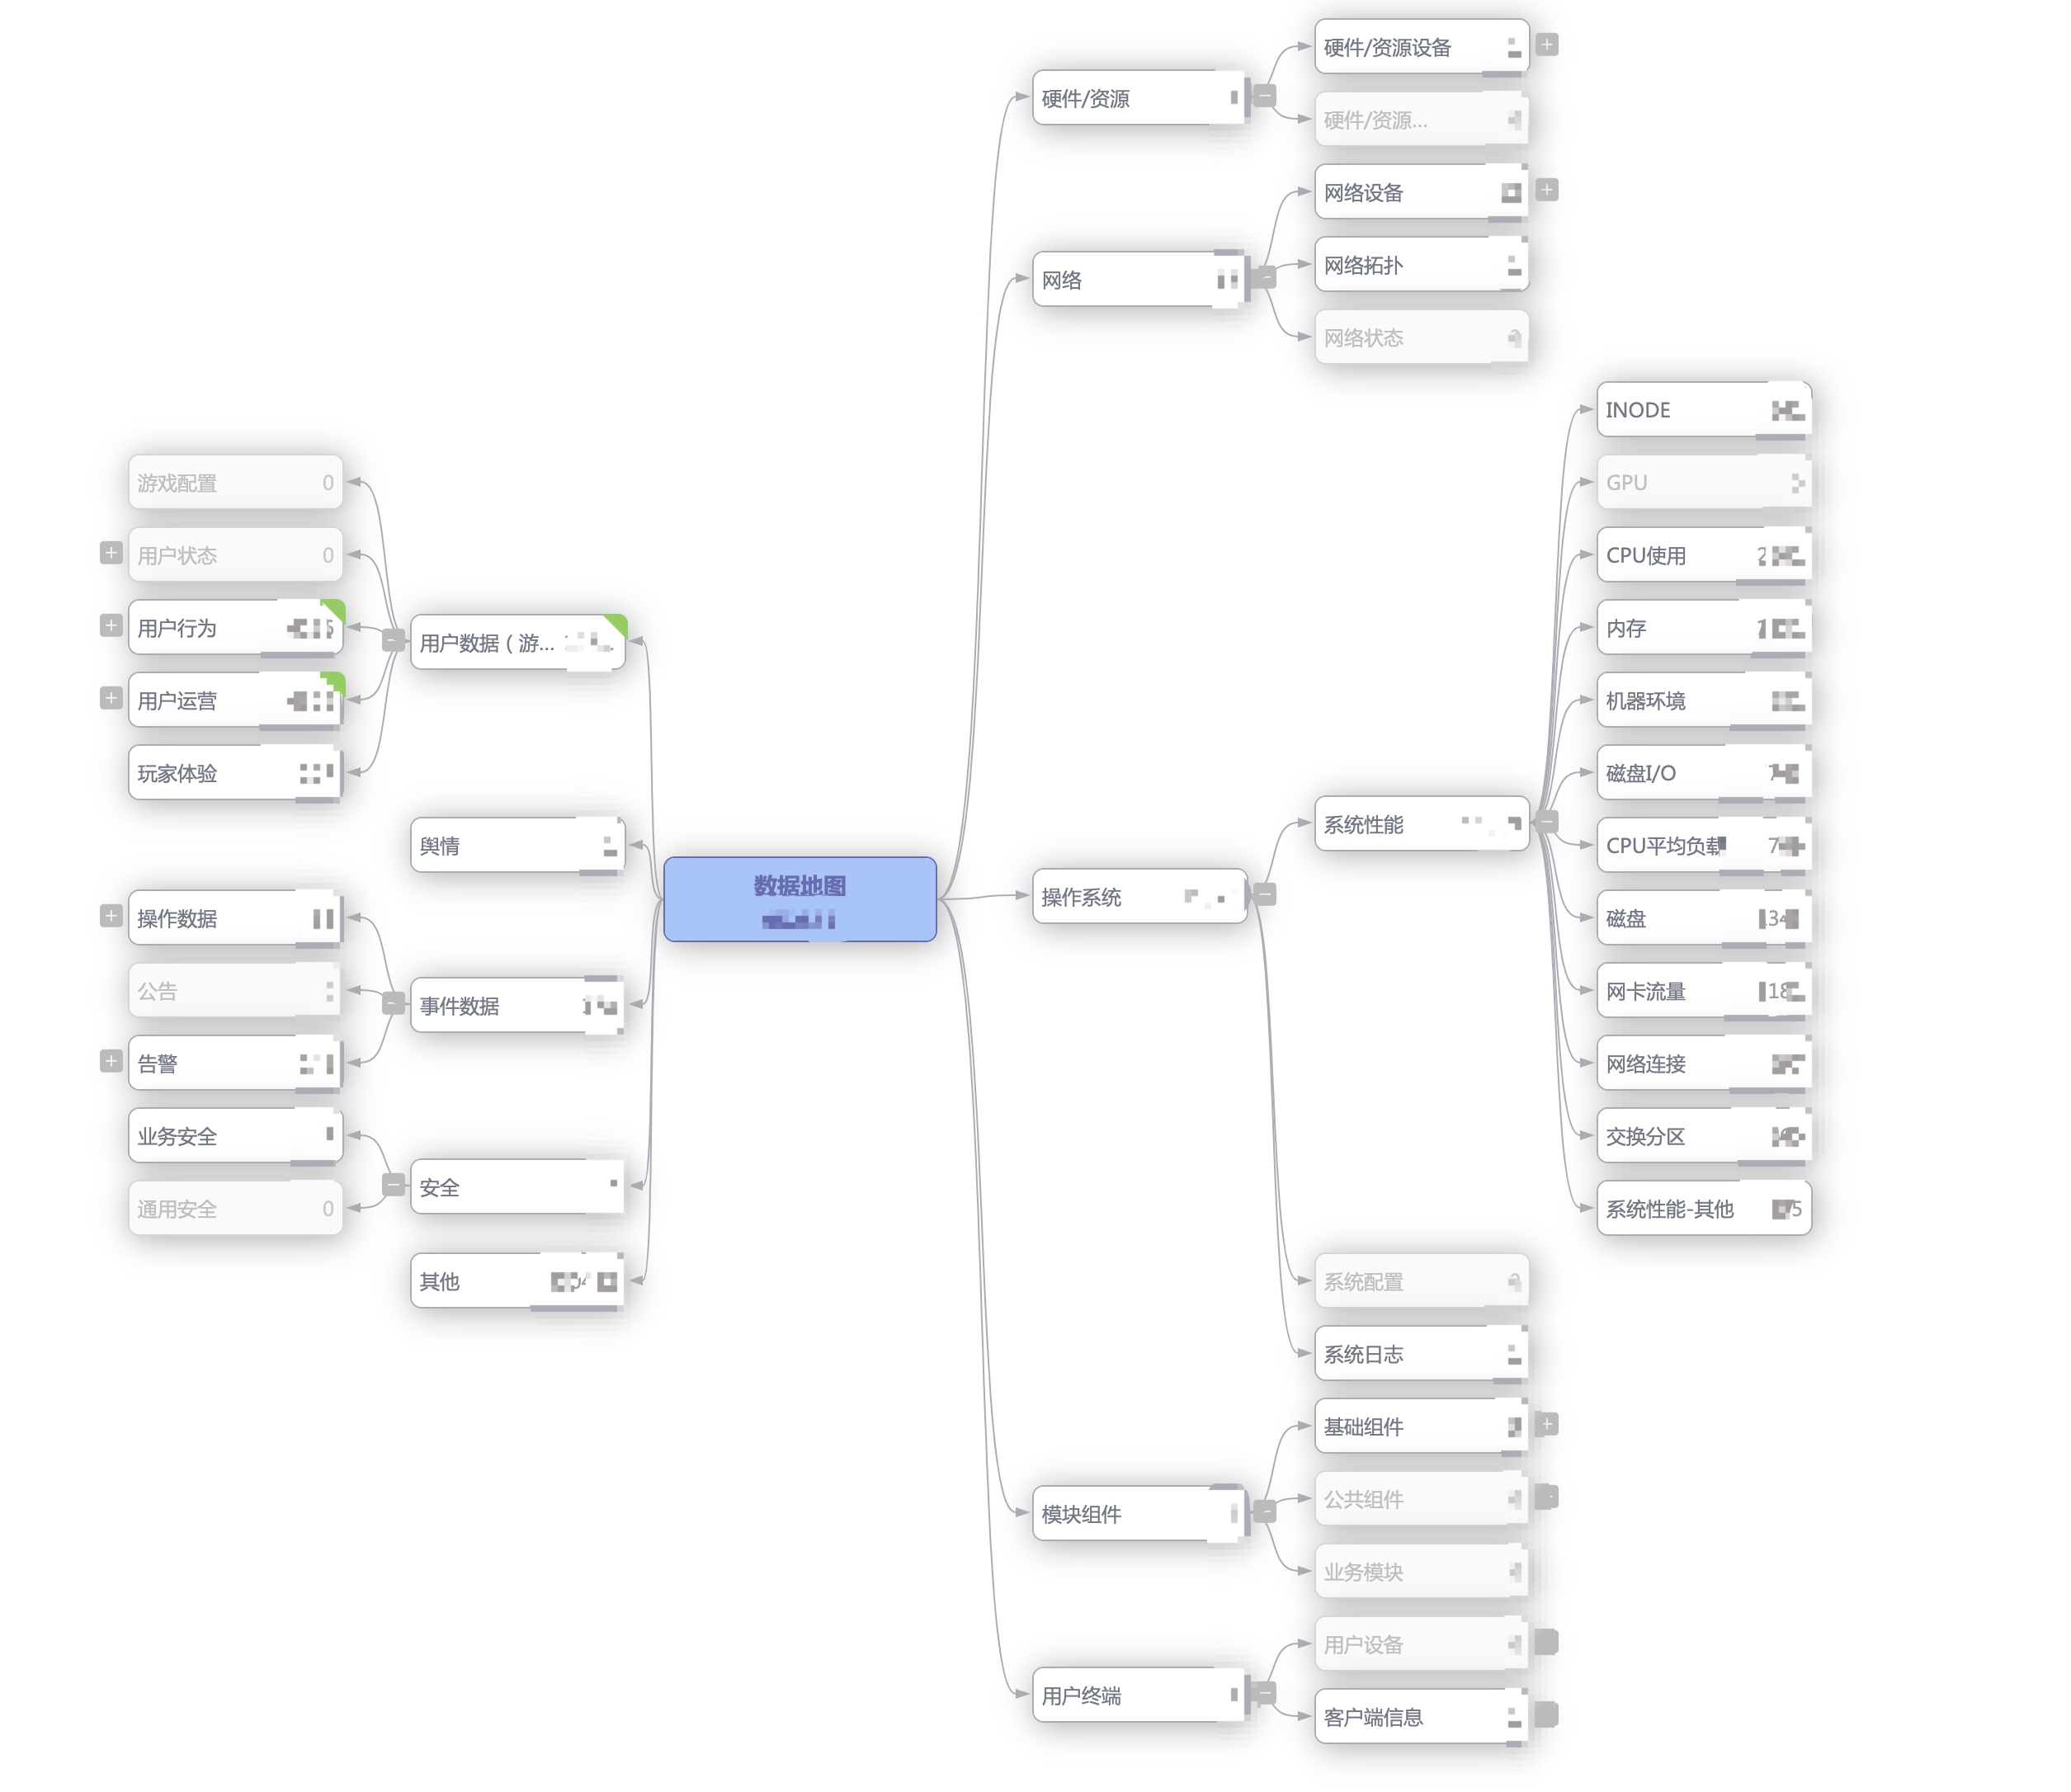 硬件/资源设备
硬件/资源
硬件/资源...
网络设备
网络
网络拓扑
网络状态
INODE
游戏配置 0
GPU
用户状态 0
CPU使用
用户行为
内存
用户数据（游...
用户运营
机器环境
玩家体验
磁盘I/O
系统性能
舆情
CPU平均负载
数据地图
操作系统
操作数据
磁盘
公告
网卡流量
事件数据
告警
网络连接
业务安全
交换分区
安全
通用安全 0
系统性能-其他
其他
系统配置
系统日志
基础组件
公共组件
模块组件
业务模块
用户设备
用户终端
客户端信息